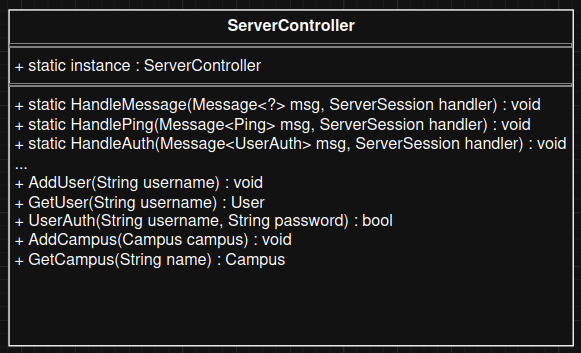 ServerController
+ static instance : ServerController
+ static HandleMessage(Message<?> msg, ServerSession handler) : void
+ static HandlePing(Message<Ping> msg, ServerSession handler) : void
+ static HandleAuth(Message<UserAuth> msg, ServerSession handler) : void
...
+ AddUser(String username) : void
+ GetUser(String username) : User
+ UserAuth(String username, String password) : bool
+ AddCampus(Campus campus) : void
+ GetCampus(String name) : Campus